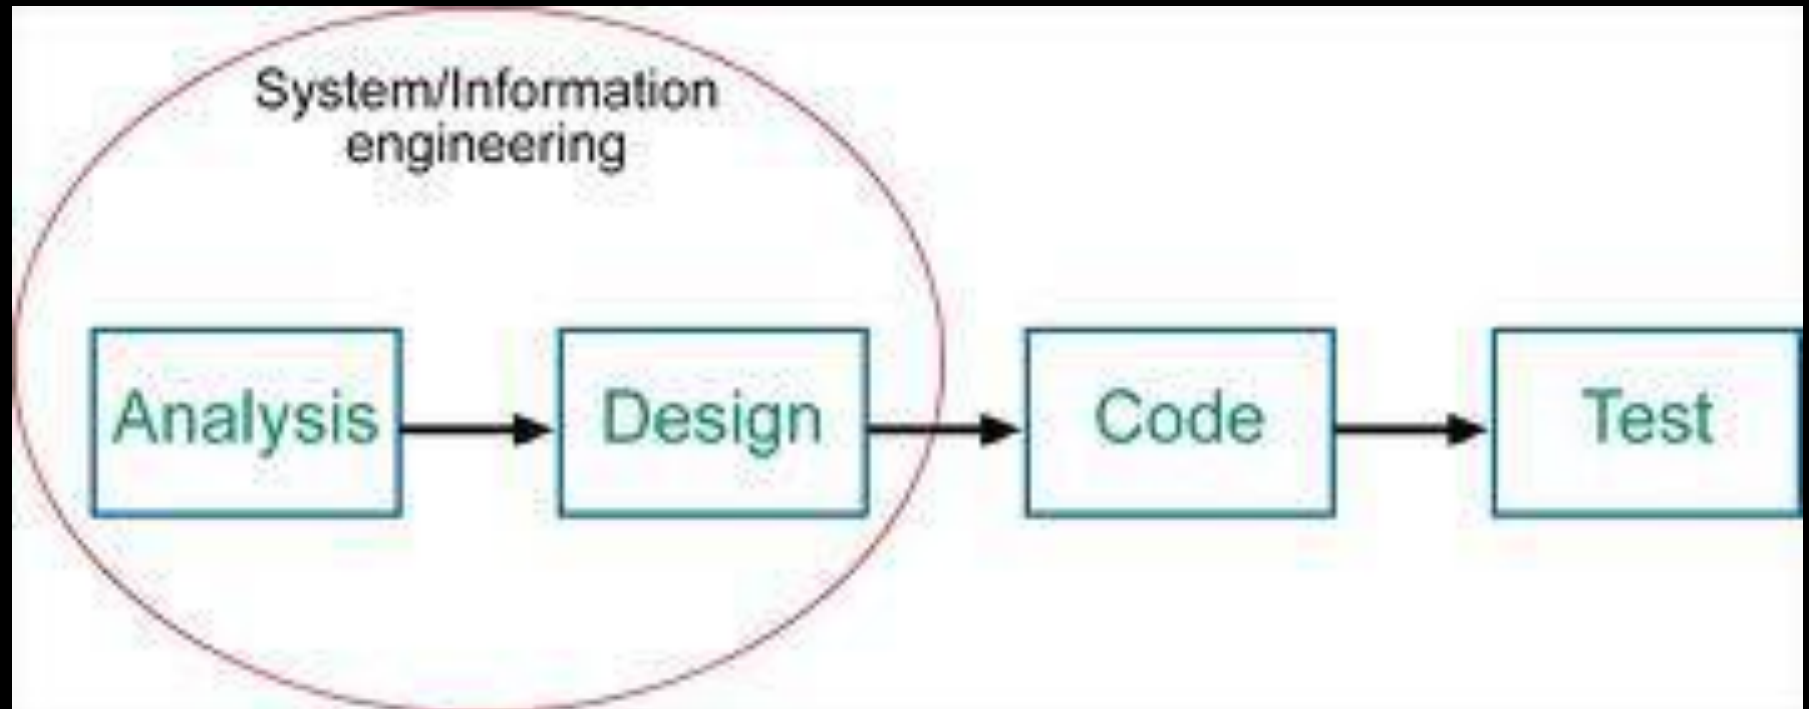 System/Information
engineering
Analysis
Design
Code
Test